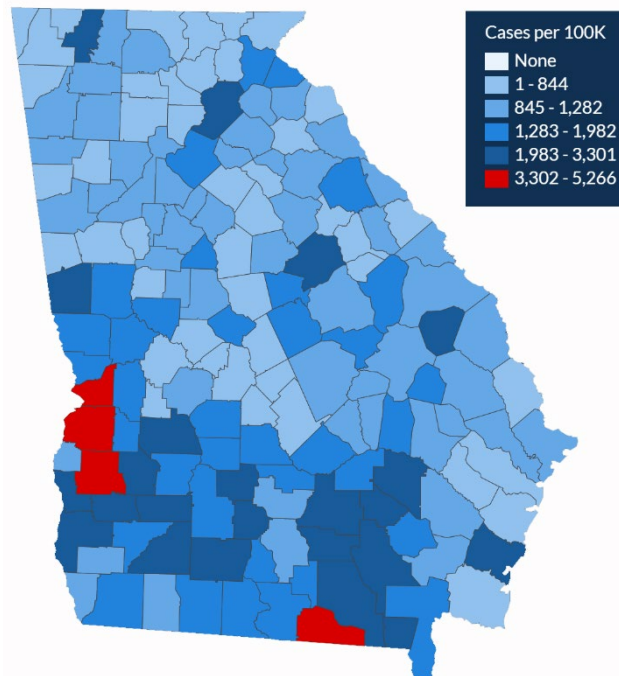 Cases per 100K
None
1 - 844
845 - 1,282
1,283 - 1,982
1,983 - 3,301
3,302 - 5,266